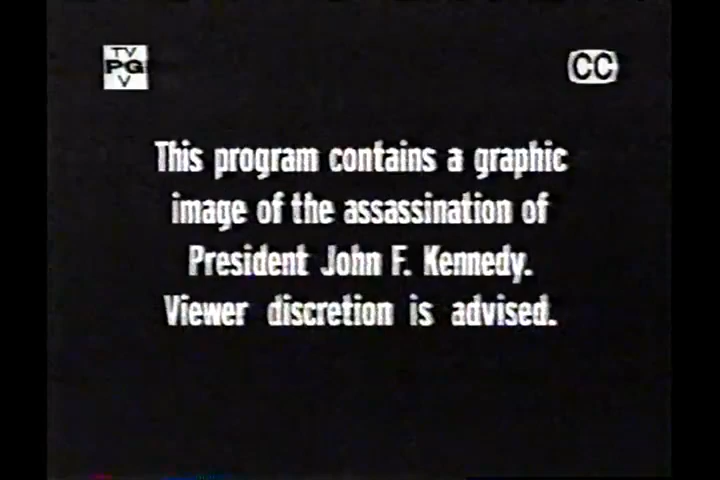 TV
PG
V
CC
This program contains a graphic
image of the assassination of
President John F. Kennedy.
Viewer discretion is advised.